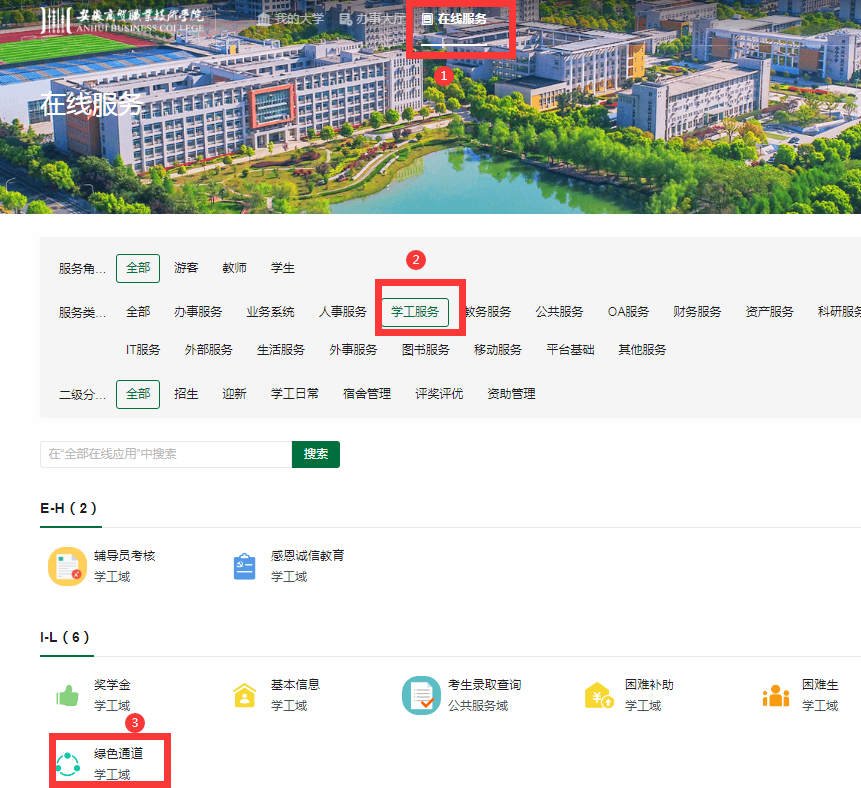 安徽商贸职业技术学院
ANHUI BUSINESS COLLEGE
我的大学 办事大厅 在线服务
1
在线服务
2
服务角... 全部 游客 教师 学生
服务类... 全部 办事服务 业务系统 人事服务 学工服务 教务服务 公共服务 OA服务 财务服务 资产服务 科研服务
IT服务 外部服务 生活服务 外事服务 图书服务 移动服务 平台基础 其他服务
二级分... 全部 招生 迎新 学工日常 宿舍管理 评奖评优 资助管理
在“全部在线应用”中搜索 搜索
E-H ( 2 )
辅导员考核 感恩诚信教育
学工域 学工域
I-L ( 6 )
奖学金 基本信息 考生录取查询 困难补助 困难生
学工域 学工域 公共服务域 学工域 学工域
3
绿色通道
学工域